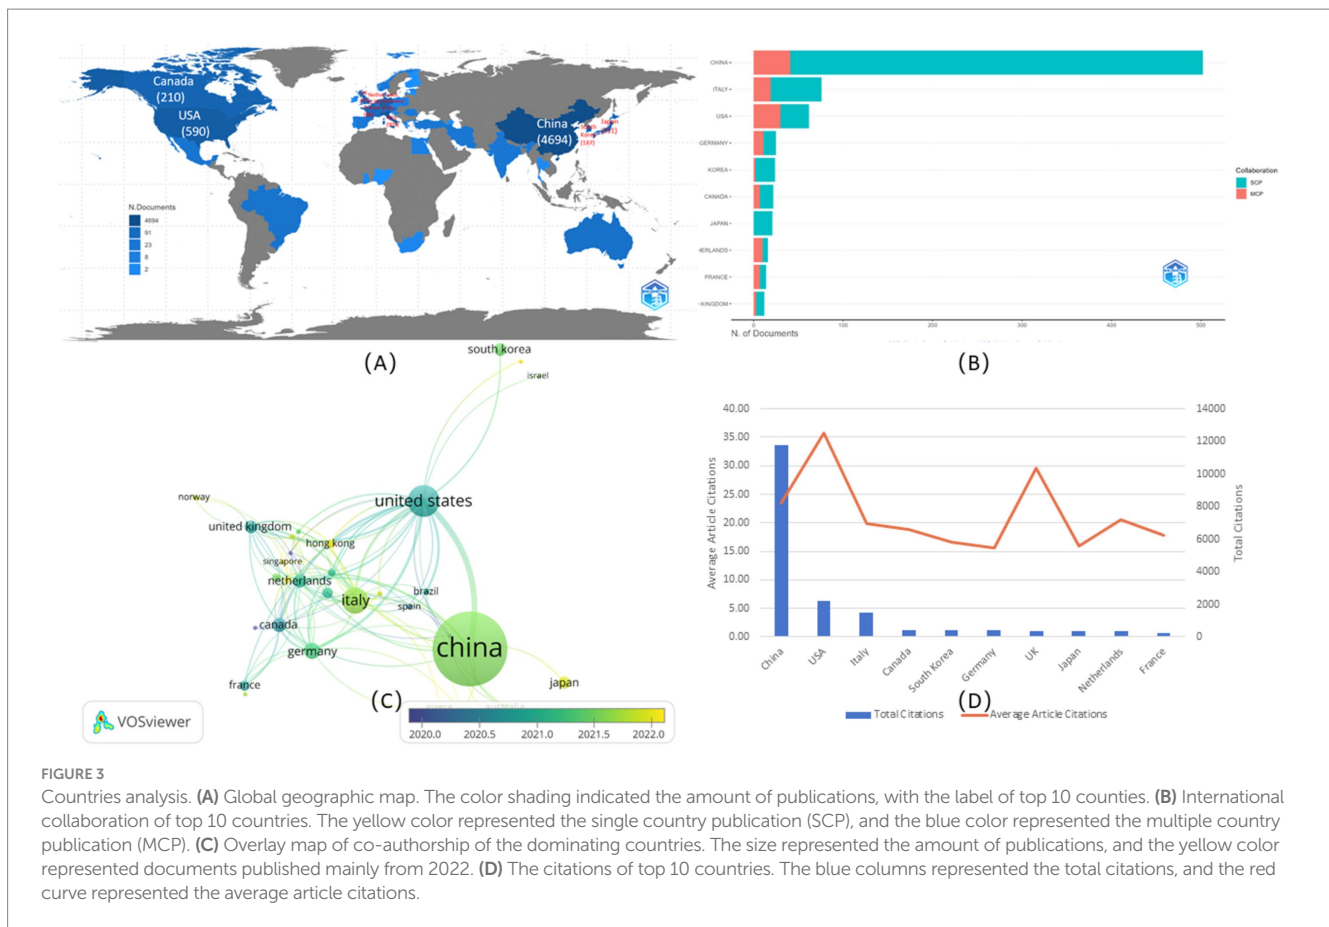 Canada
(210)
USA
(590)
China
(4694)
Japan
(187)
N.Documents
4694
91
23
8
2
(A)
CHINA
ITALY
USA
GERMANY
KOREA
CANADA
JAPAN
IERLANDS
FRANCE
KINGDOM
0
100
200
300
400
500
N. of Documents
Collaboration
SCP
MCP
(B)
south korea
israel
norway
united states
united kingdom
hong kong
singapore
netherlands
italy
brazil
spain
canada
germany
china
france
japan
(C)
VOSviewer
2020.0
2020.5
2021.0
2021.5
2022.0
40.00
35.00
30.00
25.00
20.00
15.00
10.00
5.00
0.00
Average Article Citations
14000
12000
10000
8000
6000
4000
2000
0
Total Citations
China
USA
Italy
Canada
South Korea
Germany
UK
Japan
Netherlands
France
(D)
Total Citations
Average Article Citations
FIGURE 3
Countries analysis. (A) Global geographic map. The color shading indicated the amount of publications, with the label of top 10 counties. (B) International
collaboration of top 10 countries. The yellow color represented the single country publication (SCP), and the blue color represented the multiple country
publication (MCP). (C) Overlay map of co-authorship of the dominating countries. The size represented the amount of publications, and the yellow color
represented documents published mainly from 2022. (D) The citations of top 10 countries. The blue columns represented the total citations, and the red
curve represented the average article citations.